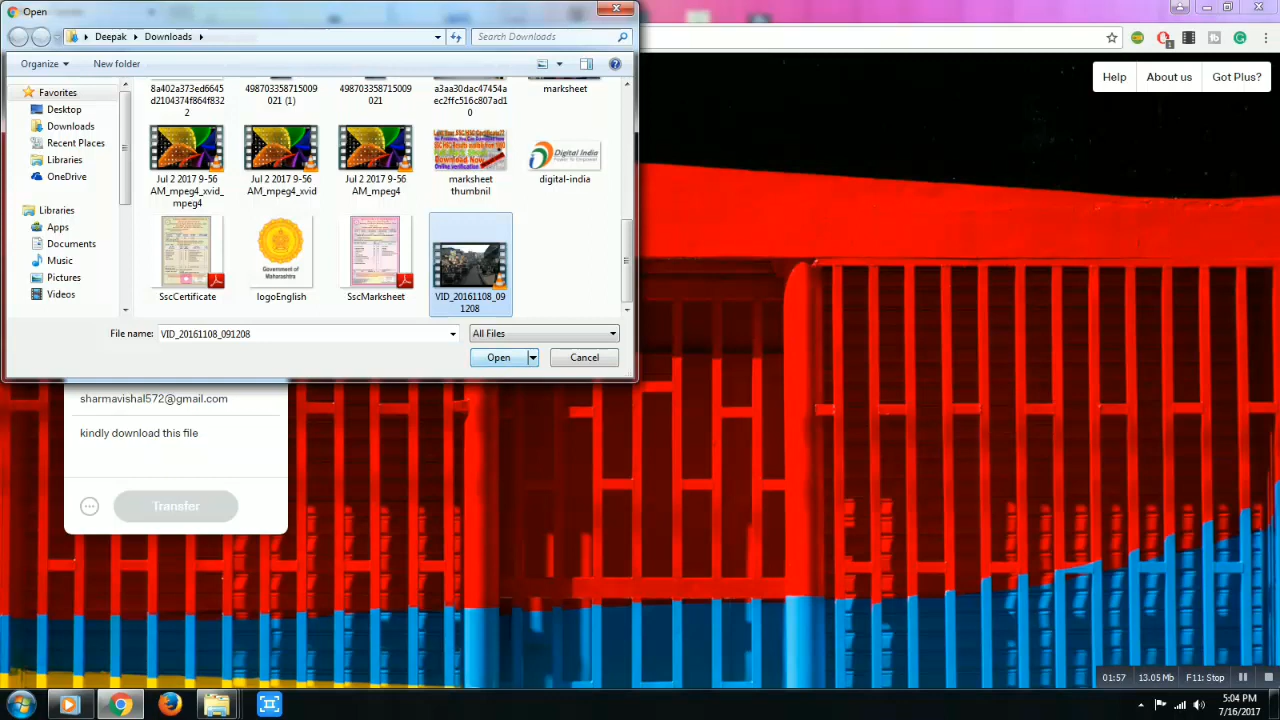 Open
Deepak
Downloads
Search Downloads
Help
About us
Got Plus?
Organize
New folder
Favorites
Desktop
Downloads
Recent Places
Libraries
OneDrive
Libraries
Apps
Documents
Music
Pictures
Videos
8a402a373ed6645
d2104374f864f832
2
498703358715009
021 (1)
498703358715009
021
a3aa30dac47454a
ec2ffc516c807ad1
0
marksheet
Jul 2 2017 9-56
AM_mpeg4_xvid_
mpeg4
Jul 2 2017 9-56
AM_mpeg4_xvid
Jul 2 2017 9-56
AM_mpeg4
marksheet
thumbnil
Digital India
digital-india
SscCertificate
Government of
Maharashtra
logoEnglish
SscMarksheet
VID_20161108_09
1208
File name:
VID_20161108_091208
All Files
Open
Cancel
sharmavishal572@gmail.com
kindly download this file
Transfer
01:57
13.05 Mb
F11: Stop
5:04 PM
7/16/2017